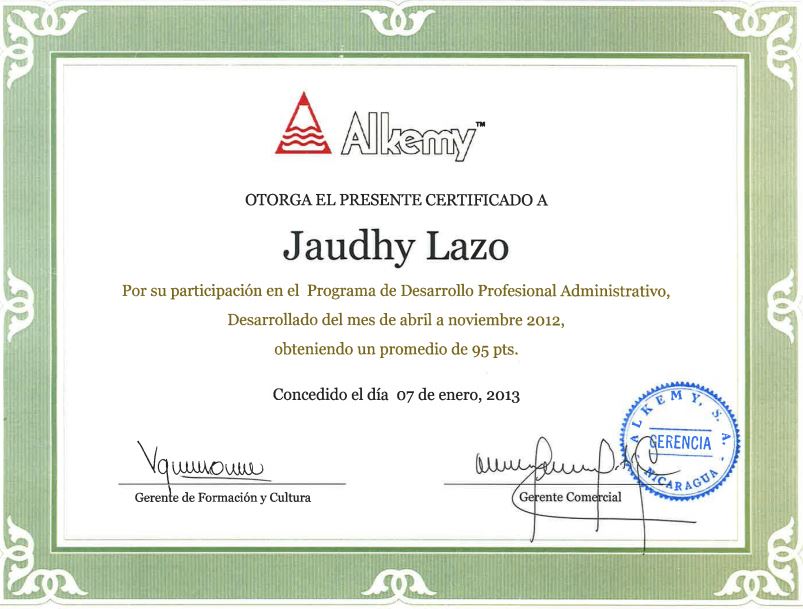 Alkemy™
OTORGA EL PRESENTE CERTIFICADO A
Jaudhy Lazo
Por su participación en el Programa de Desarrollo Profesional Administrativo,
Desarrollado del mes de abril a noviembre 2012,
obteniendo un promedio de 95 pts.
Concedido el día 07 de enero, 2013
ALKEMY, S. A.
GERENCIA
NICARAGUA
Gerente de Formación y Cultura
Gerente Comercial